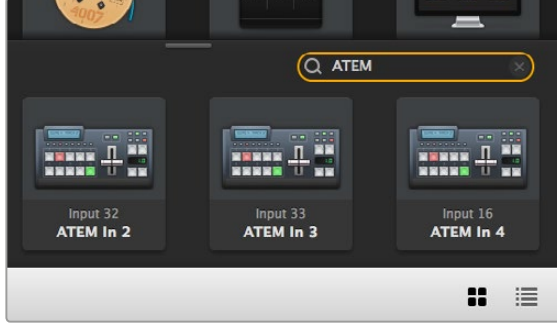 4007
ATEM
Input 32
ATEM In 2
Input 33
ATEM In 3
Input 16
ATEM In 4